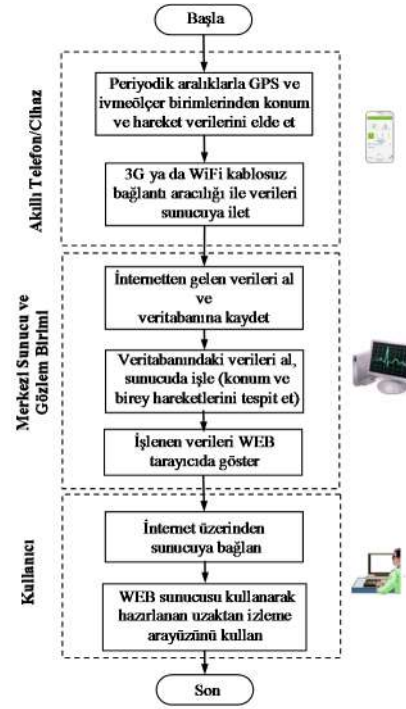 Başla
Akıllı Telefon/Cihaz
Periyodik aralıklarla GPS ve
ivmeölçer birimlerinden konum
ve hareket verilerini elde et
3G ya da WiFi kablosuz
bağlantı aracılığı ile verileri
sunucuya ilet
Merkezi Sunucu ve
Gözlem Birimi
İnternetten gelen verileri al
ve
veritabanına kaydet
Veritabanındaki verileri al,
sunucuda işle (konum ve
birey hareketlerini tespit et)
İşlenen verileri WEB
tarayıcıda göster
Kullanıcı
İnternet üzerinden
sunucuya bağlan
WEB sunucusu kullanarak
hazırlanan uzaktan izleme
arayüzünü kullan
Son